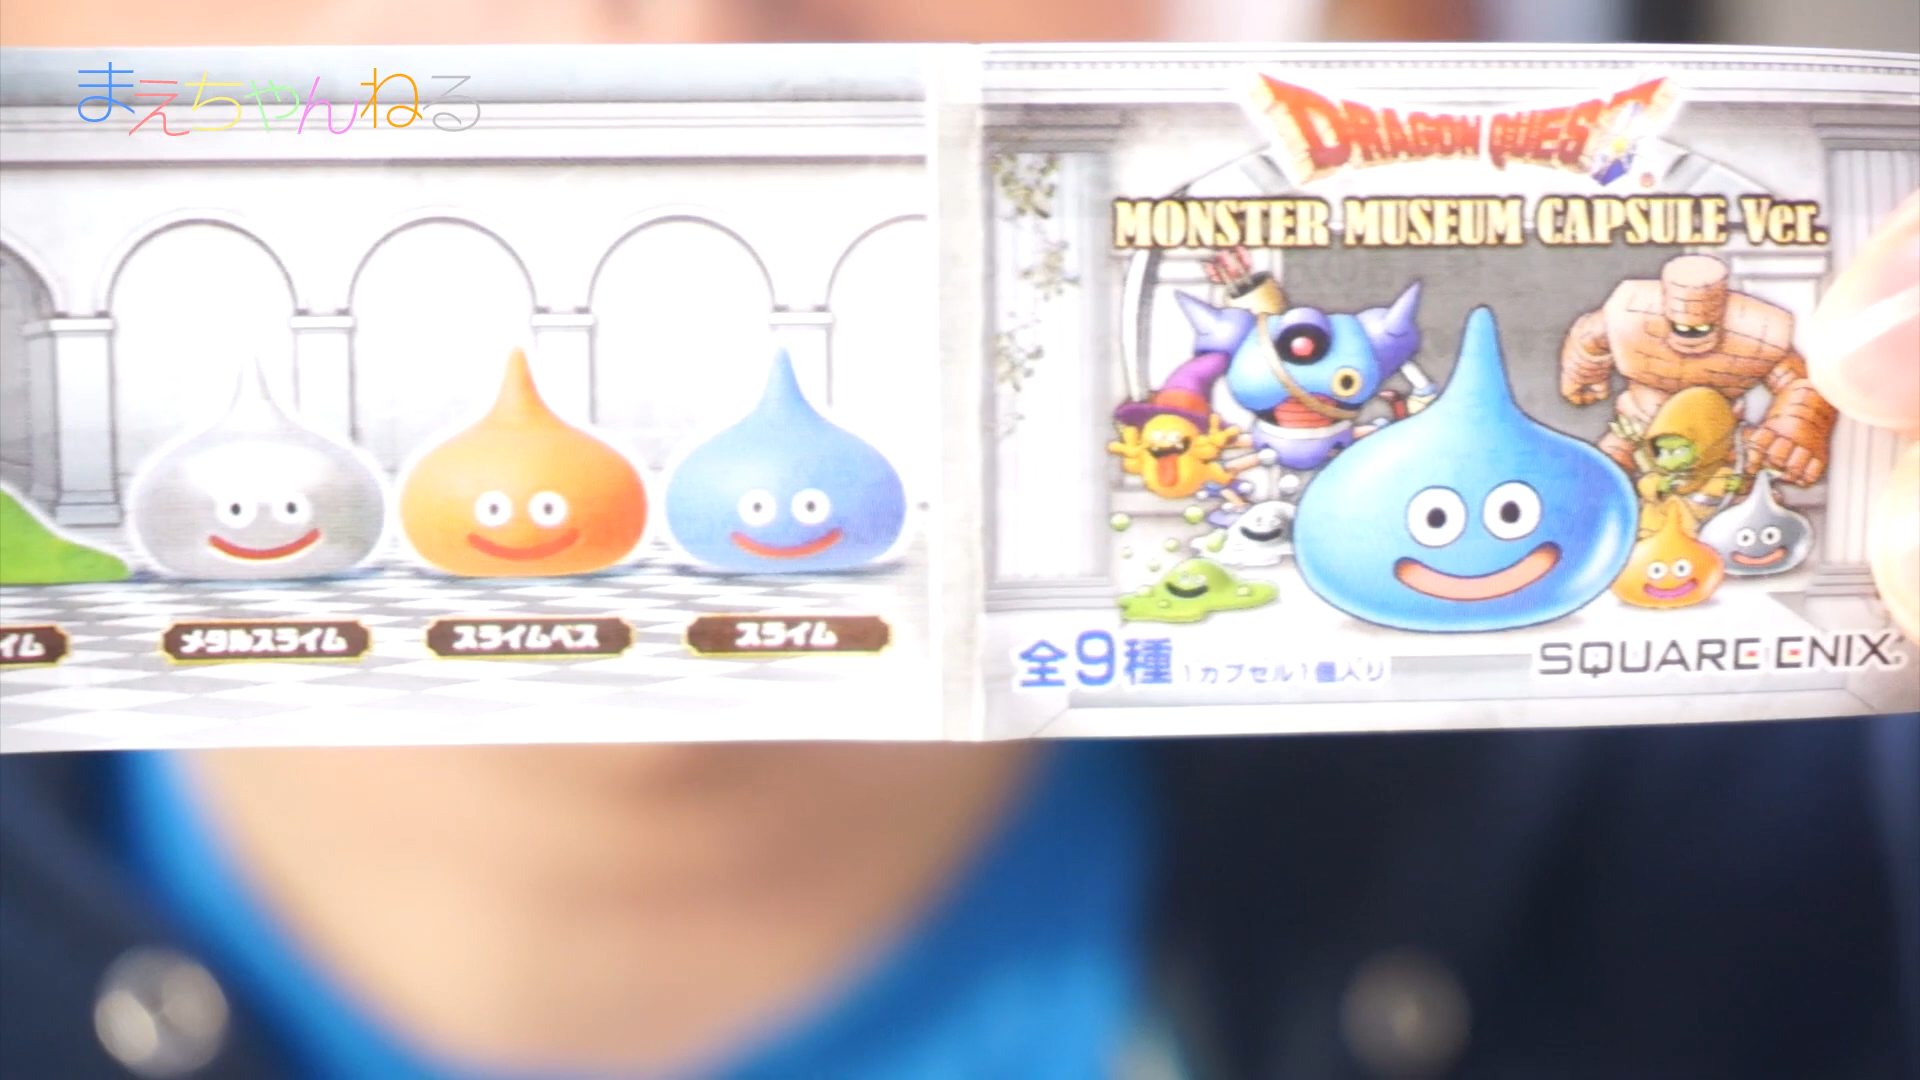 まえちゃんねる
イム
メタルスライム
スライムベス
スライム
DRAGON QUEST
MONSTER MUSEUM CAPSULE Ver.
全9種 1カプセル1個入り
SQUARE ENIX